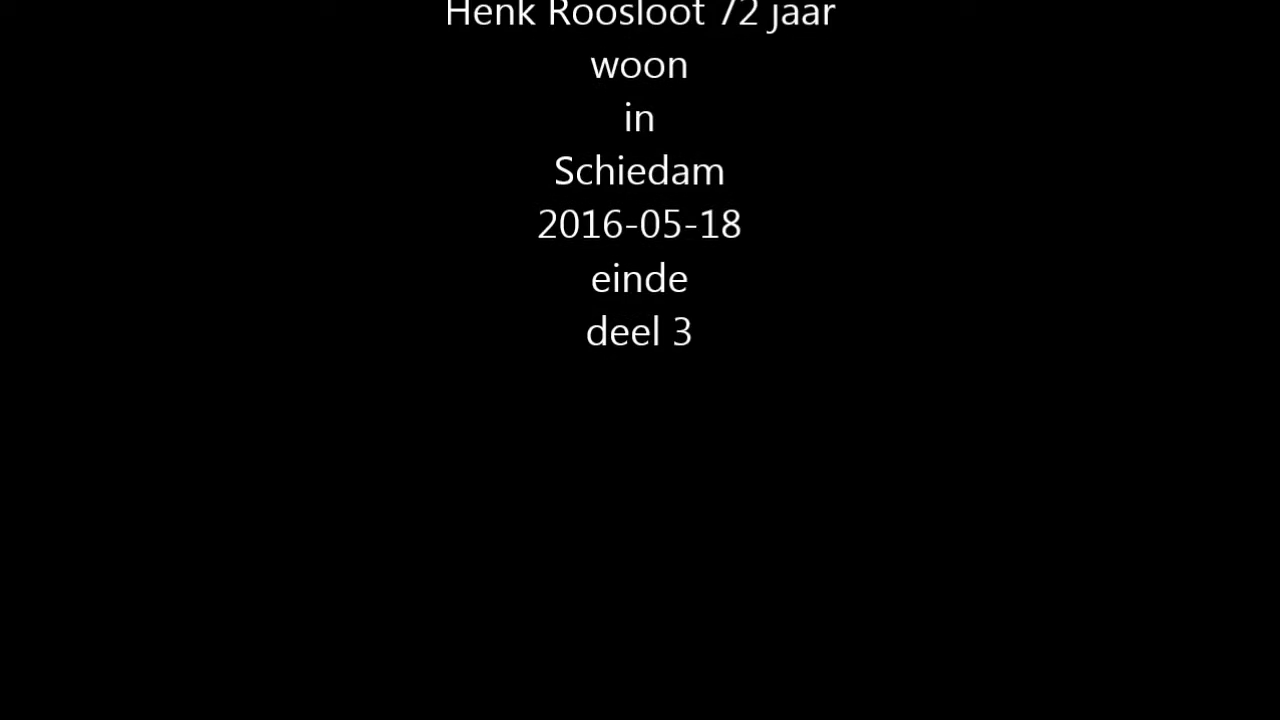 Henk Roosloot 72 jaar
woon
in
Schiedam
2016-05-18
einde
deel 3